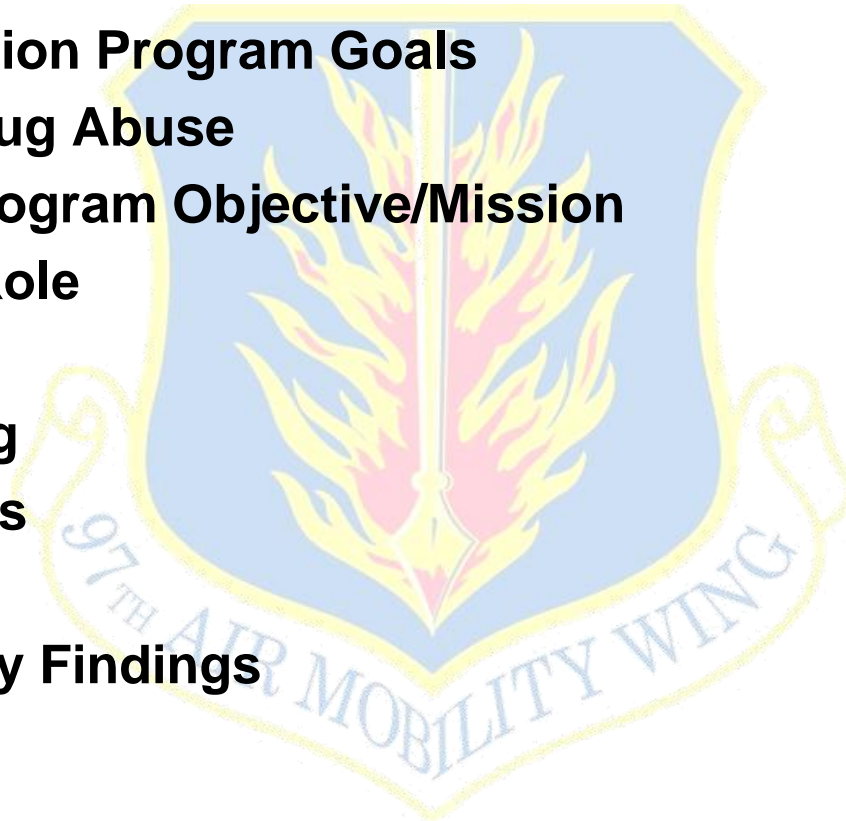 ion Program Goals
ug Abuse
ogram Objective/Mission
ole
g
s
y Findings
97TH AIR MOBILITY WING